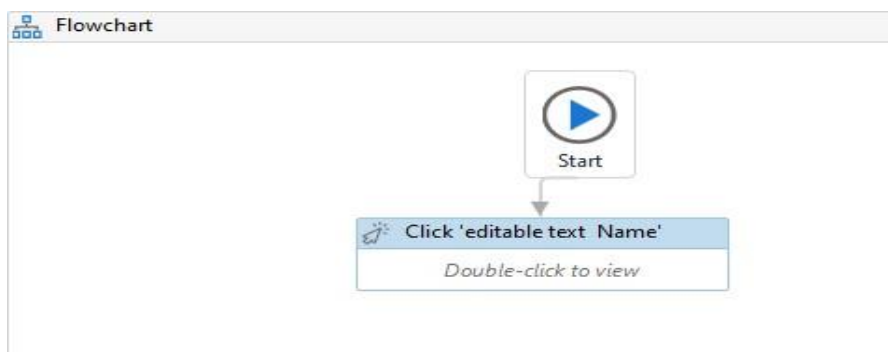 Flowchart
Start
Click 'editable text  Name'
Double-click to view